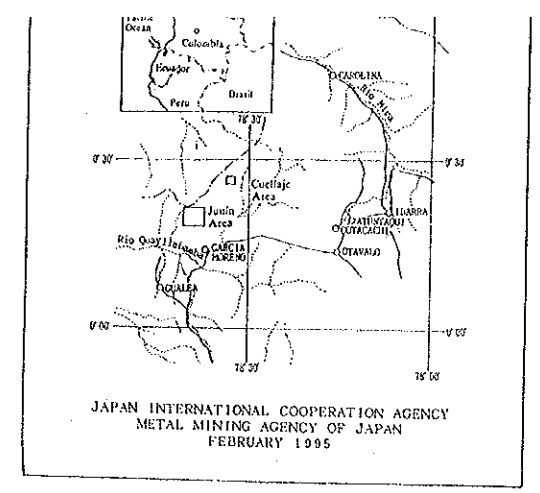 Ocean
Colombia
Ecuador
Peru
Brazil
78° 30'
CAROLINA
Rio Mira
0° 30'
0° 30'
Cuellaje
Area
Junin
Area
IBARRA
COTACACHI
OTAVALO
GARCIA
MORENO
GUALEA
0° 00'
0° 00'
78° 30'
78° 00'
JAPAN INTERNATIONAL COOPERATION AGENCY
METAL MINING AGENCY OF JAPAN
FEBRUARY 1995